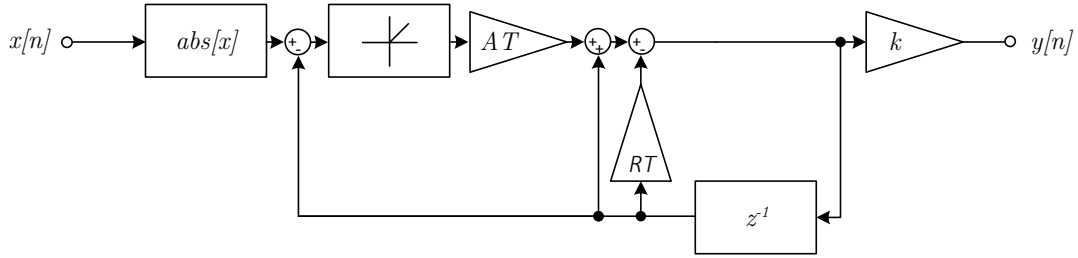 x[n]
abs[x]
+
-
AT
+
+
+
-
k
y[n]
RT
z⁻¹